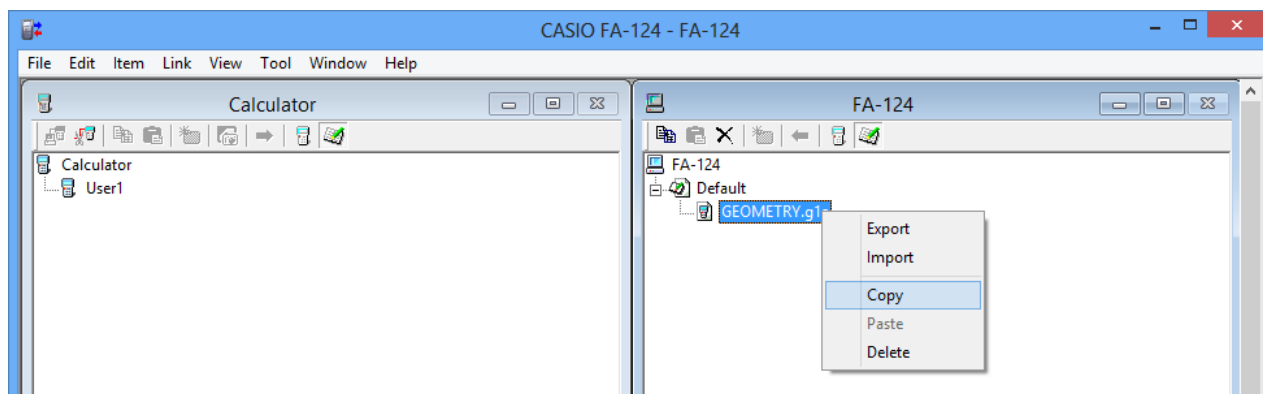 CASIO FA-124 - FA-124
File Edit Item Link View Tool Window Help
Calculator
Calculator
User1
FA-124
FA-124
Default
GEOMETRY.g1
Export
Import
Copy
Paste
Delete